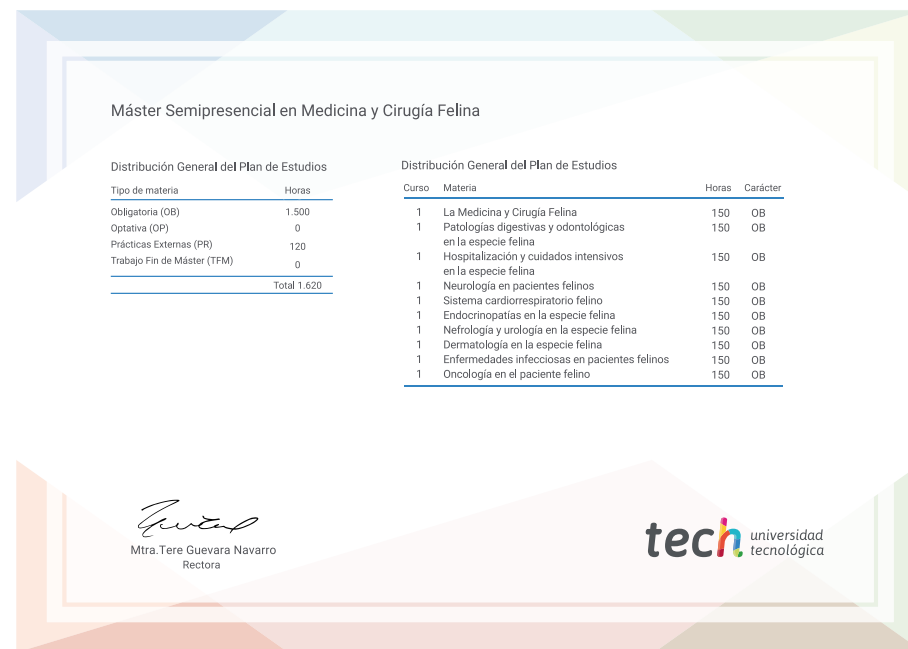 Máster Semipresencial en Medicina y Cirugía Felina
Distribución General del Plan de Estudios
Tipo de materia Horas
Obligatoria (OB) 1.500
Optativa (OP) 0
Prácticas Externas (PR) 120
Trabajo Fin de Máster (TFM) 0
Total 1.620
Distribución General del Plan de Estudios
Curso Materia Horas Carácter
1 La Medicina y Cirugía Felina 150 OB
1 Patologías digestivas y odontológicas 150 OB
en la especie felina
1 Hospitalización y cuidados intensivos 150 OB
en la especie felina
1 Neurología en pacientes felinos 150 OB
1 Sistema cardiorrespiratorio felino 150 OB
1 Endocrinopatías en la especie felina 150 OB
1 Nefrología y urología en la especie felina 150 OB
1 Dermatología en la especie felina 150 OB
1 Enfermedades infecciosas en pacientes felinos 150 OB
1 Oncología en el paciente felino 150 OB
Mtra.Tere Guevara Navarro
Rectora
tech universidad
tecnológica